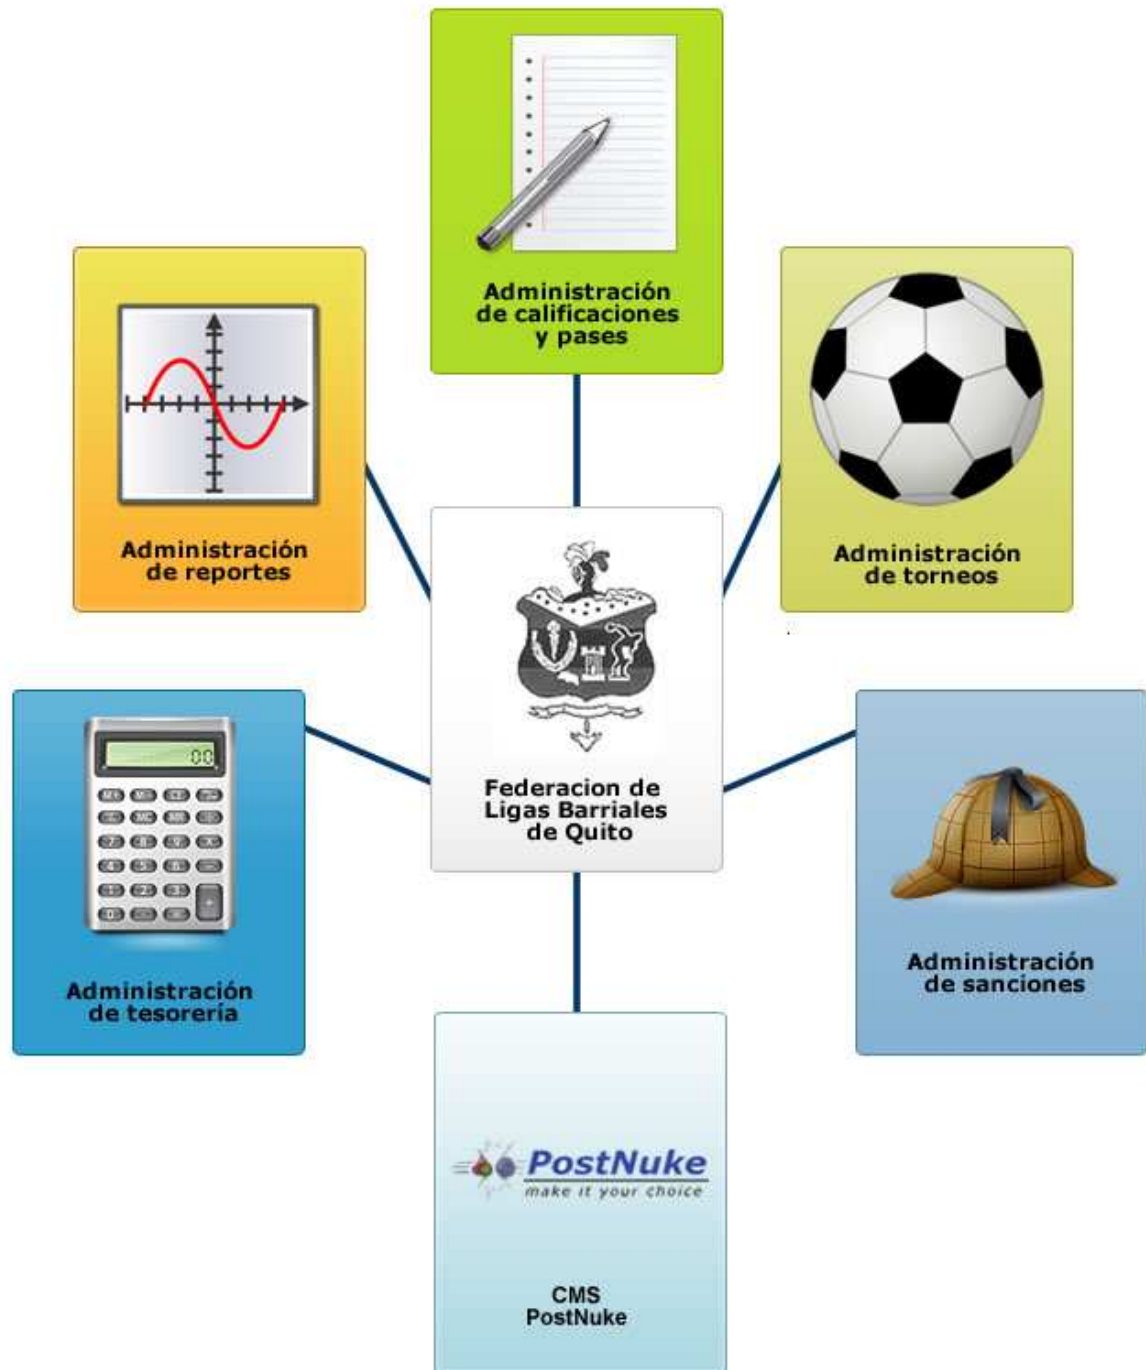 Administración
de calificaciones
y pases
Administración
de reportes
Administración
de torneos
Federacion de
Ligas Barriales
de Quito
00
Administración
de tesorería
Administración
de sanciones
PostNuke
make it your choice
CMS
PostNuke